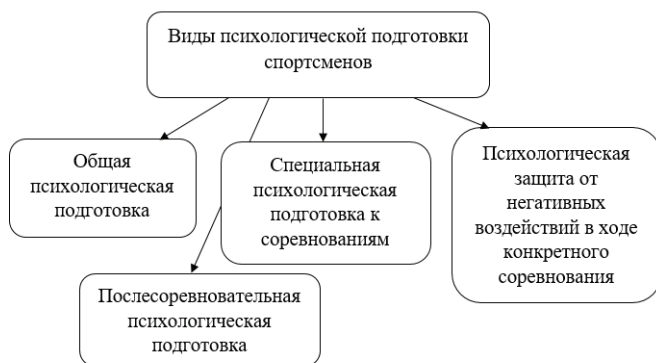 Виды психологической подготовки
спортсменов
Общая
психологическая
подготовка
Специальная
психологическая
подготовка к
соревнованиям
Психологическая
защита от
негативных
воздействий в ходе
конкретного
соревнования
Послесоревновательная
психологическая
подготовка